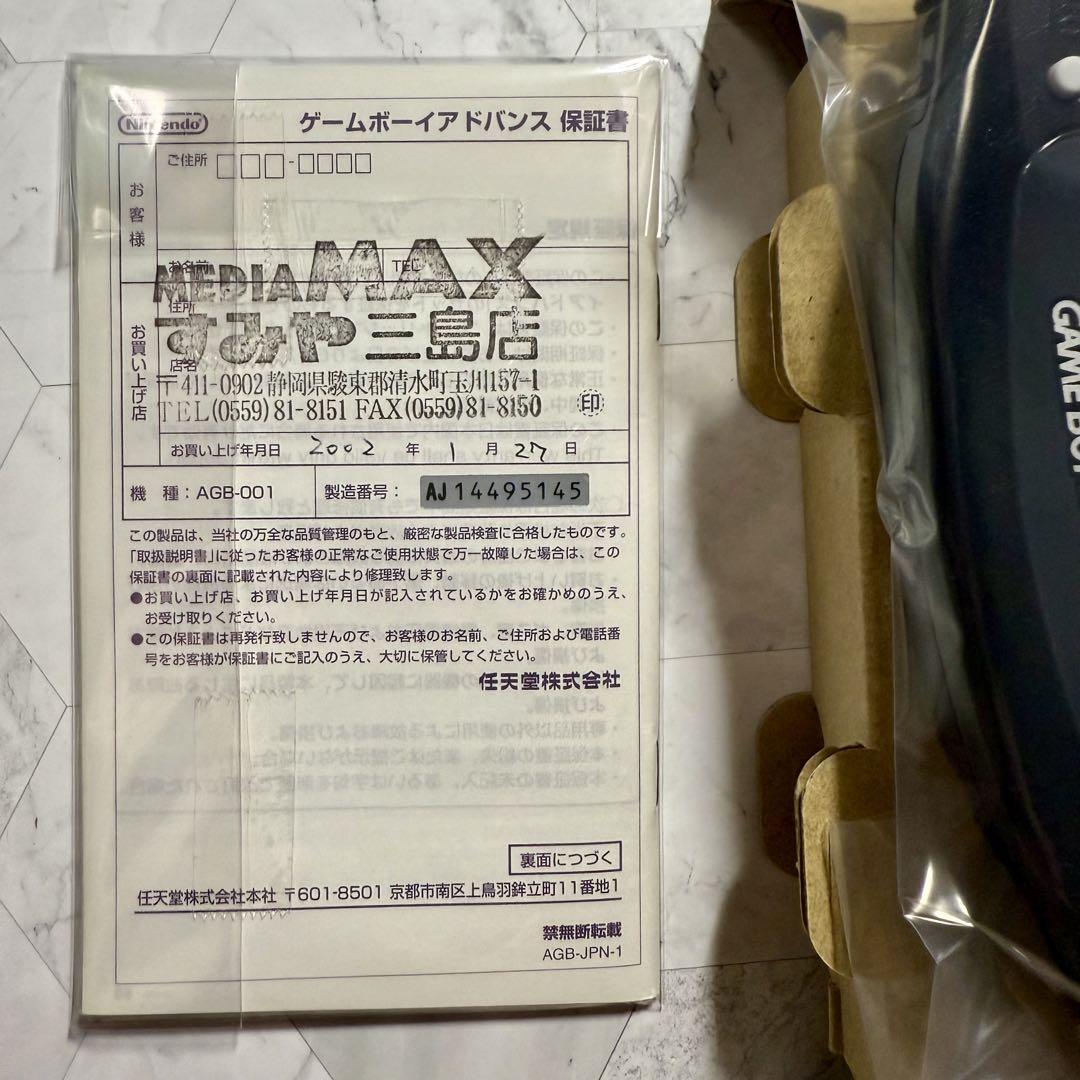 Nintendo
ゲームボーイアドバンス 保証書
お客様
ご住所 □□□-□□□□
お名前
TEL
お買い上げ店
住所
店名
MEDIA MAX
すみや三島店
〒411-0902 静岡県駿東郡清水町玉川157-1
TEL(0559)81-8151 FAX(0559)81-8150
印
お買い上げ年月日 2002 年 1 月 27 日
機 種：AGB-001
製造番号： AJ14495145
この製品は、当社の万全な品質管理のもと、厳密な製品検査に合格したものです。
「取扱説明書」に従ったお客様の正常なご使用状態で万一故障した場合は、この
保証書の裏面に記載された内容により修理致します。
●お買い上げ店、お買い上げ年月日が記入されているかをお確かめのうえ、
お受け取りください。
●この保証書は再発行致しませんので、お客様のお名前、ご住所および電話番
号をお客様が保証書にご記入のうえ、大切に保管してください。
任天堂株式会社
裏面につづく
任天堂株式会社本社 〒601-8501 京都市南区上鳥羽鉾立町11番地1
禁無断転載
AGB-JPN-1
GAME BOY